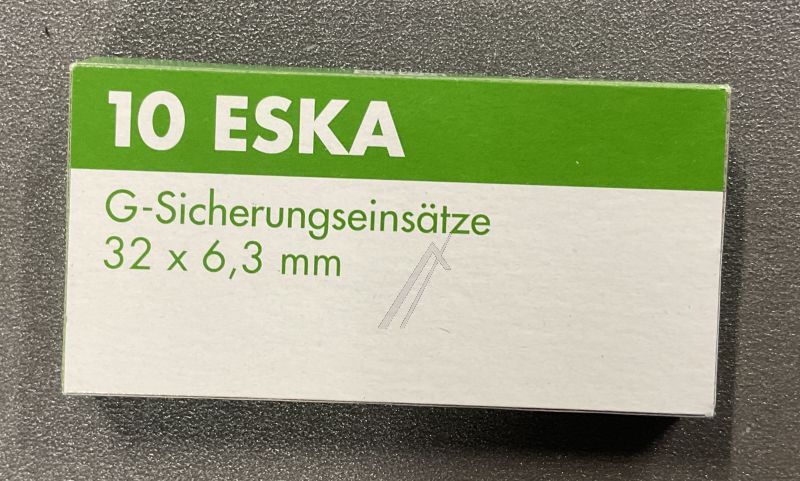 10 ESKA
G-Sicherungseinsätze
32 x 6,3 mm